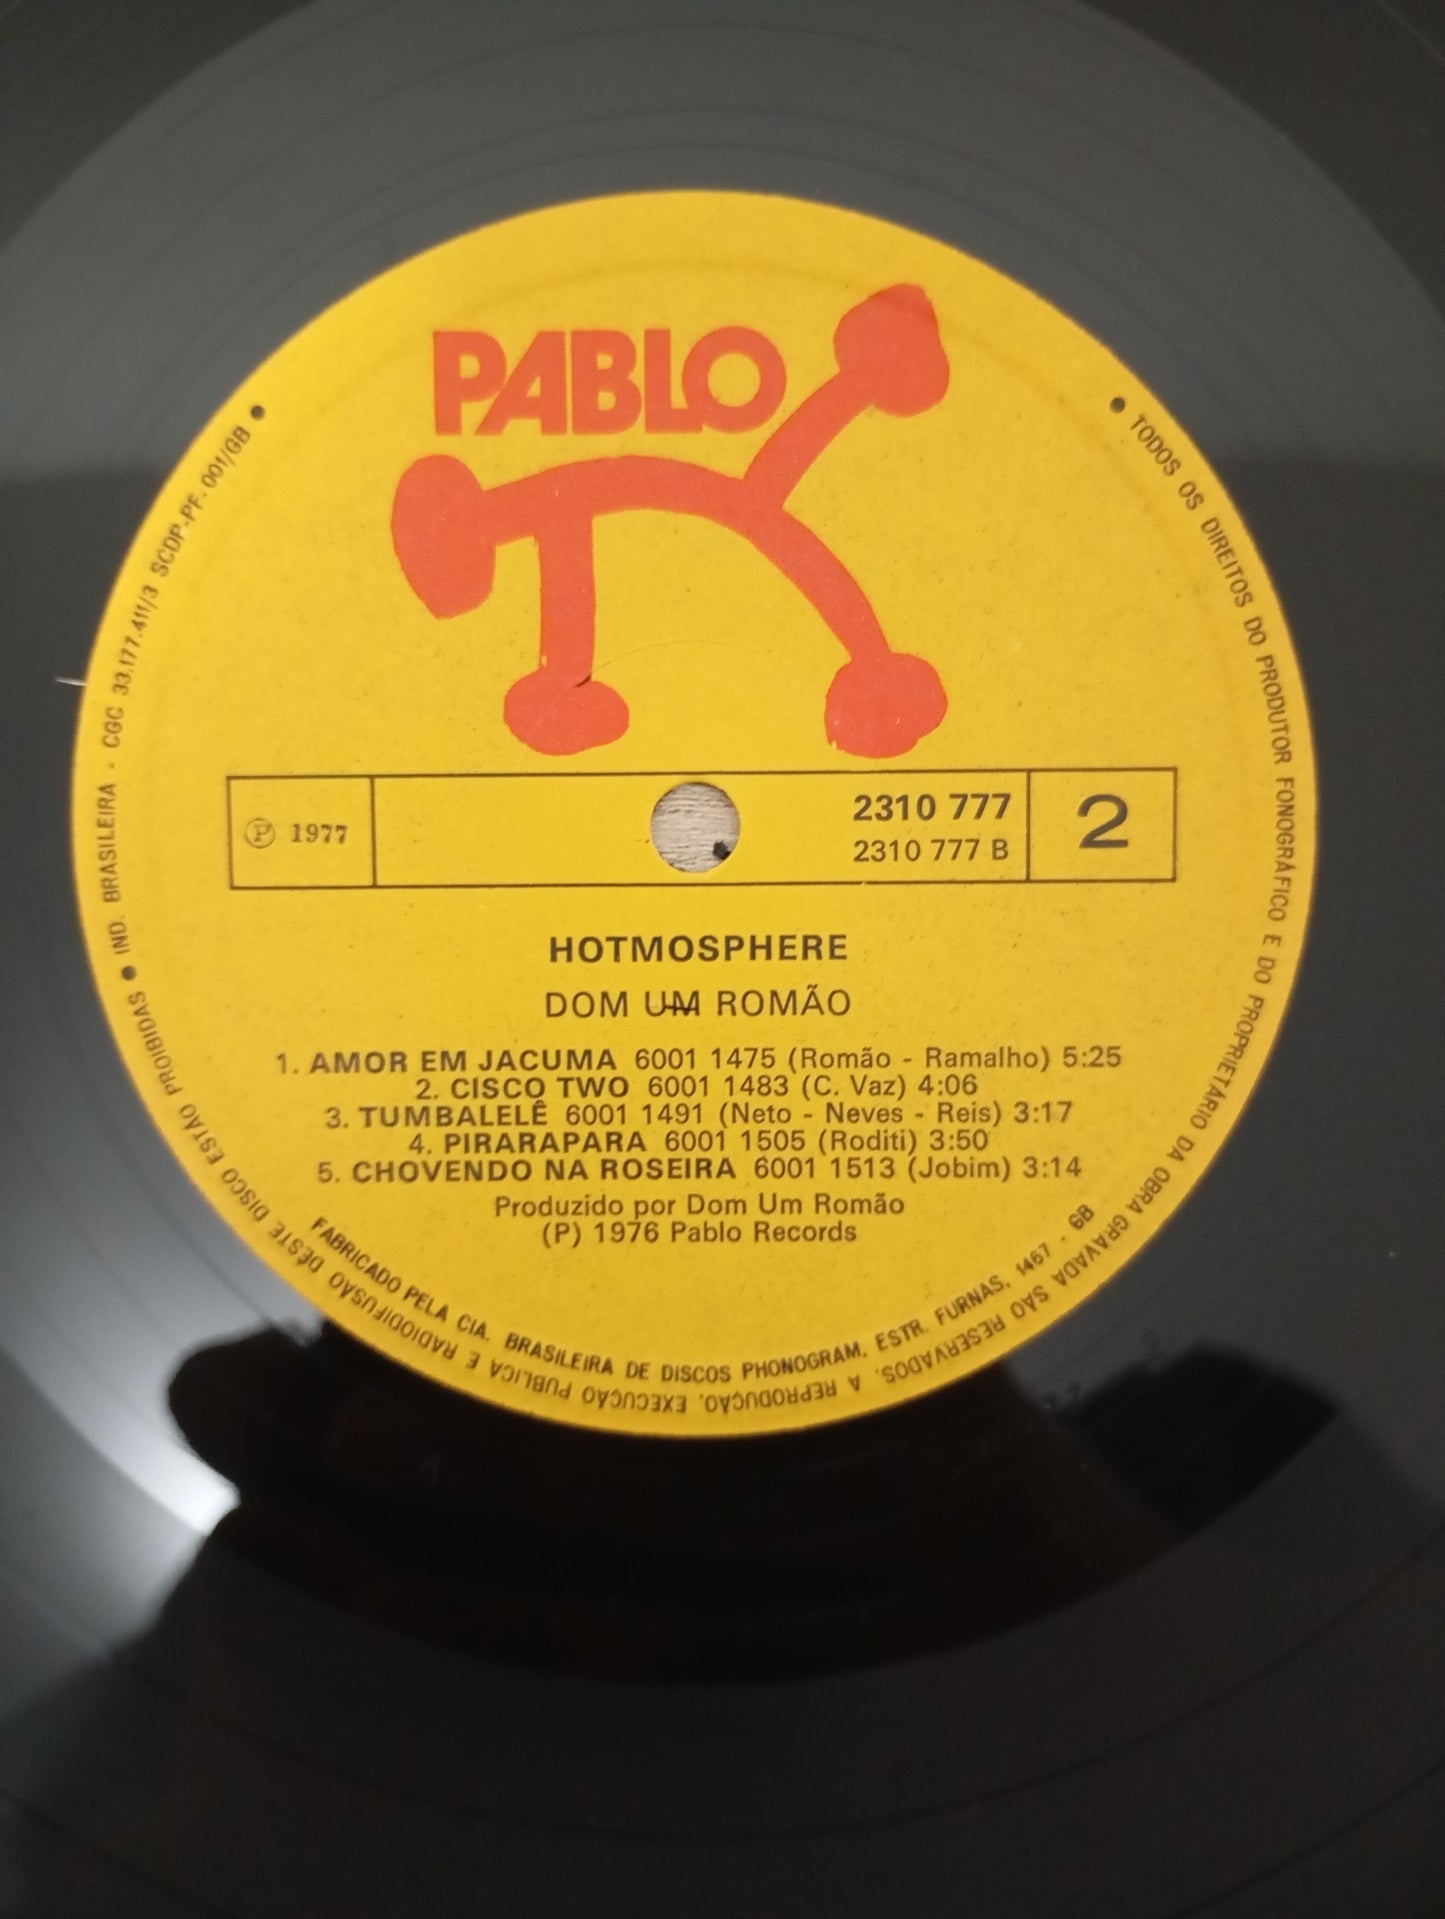 PABLO
Ⓟ 1977
2310 777
2310 777 B
2
HOTMOSPHERE
DOM UM ROMÃO
1. AMOR EM JACUMA 6001 1475 (Romão - Ramalho) 5:25
2. CISCO TWO 6001 1483 (C. Vaz) 4:06
3. TUMBALELÊ 6001 1491 (Neto - Neves - Reis) 3:17
4. PIRARAPARA 6001 1505 (Roditi) 3:50
5. CHOVENDO NA ROSEIRA 6001 1513 (Jobim) 3:14
Produzido por Dom Um Romão
(P) 1976 Pablo Records
FABRICADO PELA CIA. BRASILEIRA DE DISCOS PHONOGRAM, ESTR. FURNAS, 1467 - GB
● TODOS OS DIREITOS DO PRODUTOR FONOGRÁFICO E DO PROPRIETÁRIO DA OBRA GRAVADA SÃO RESERVADOS. A REPRODUÇÃO, EXECUÇÃO PÚBLICA E RADIODIFUSÃO DÊSTE DISCO ESTÃO PROIBIDAS ● IND. BRASILEIRA - CGC 33.177.411/3 SCDP-PF. 001/GB ●